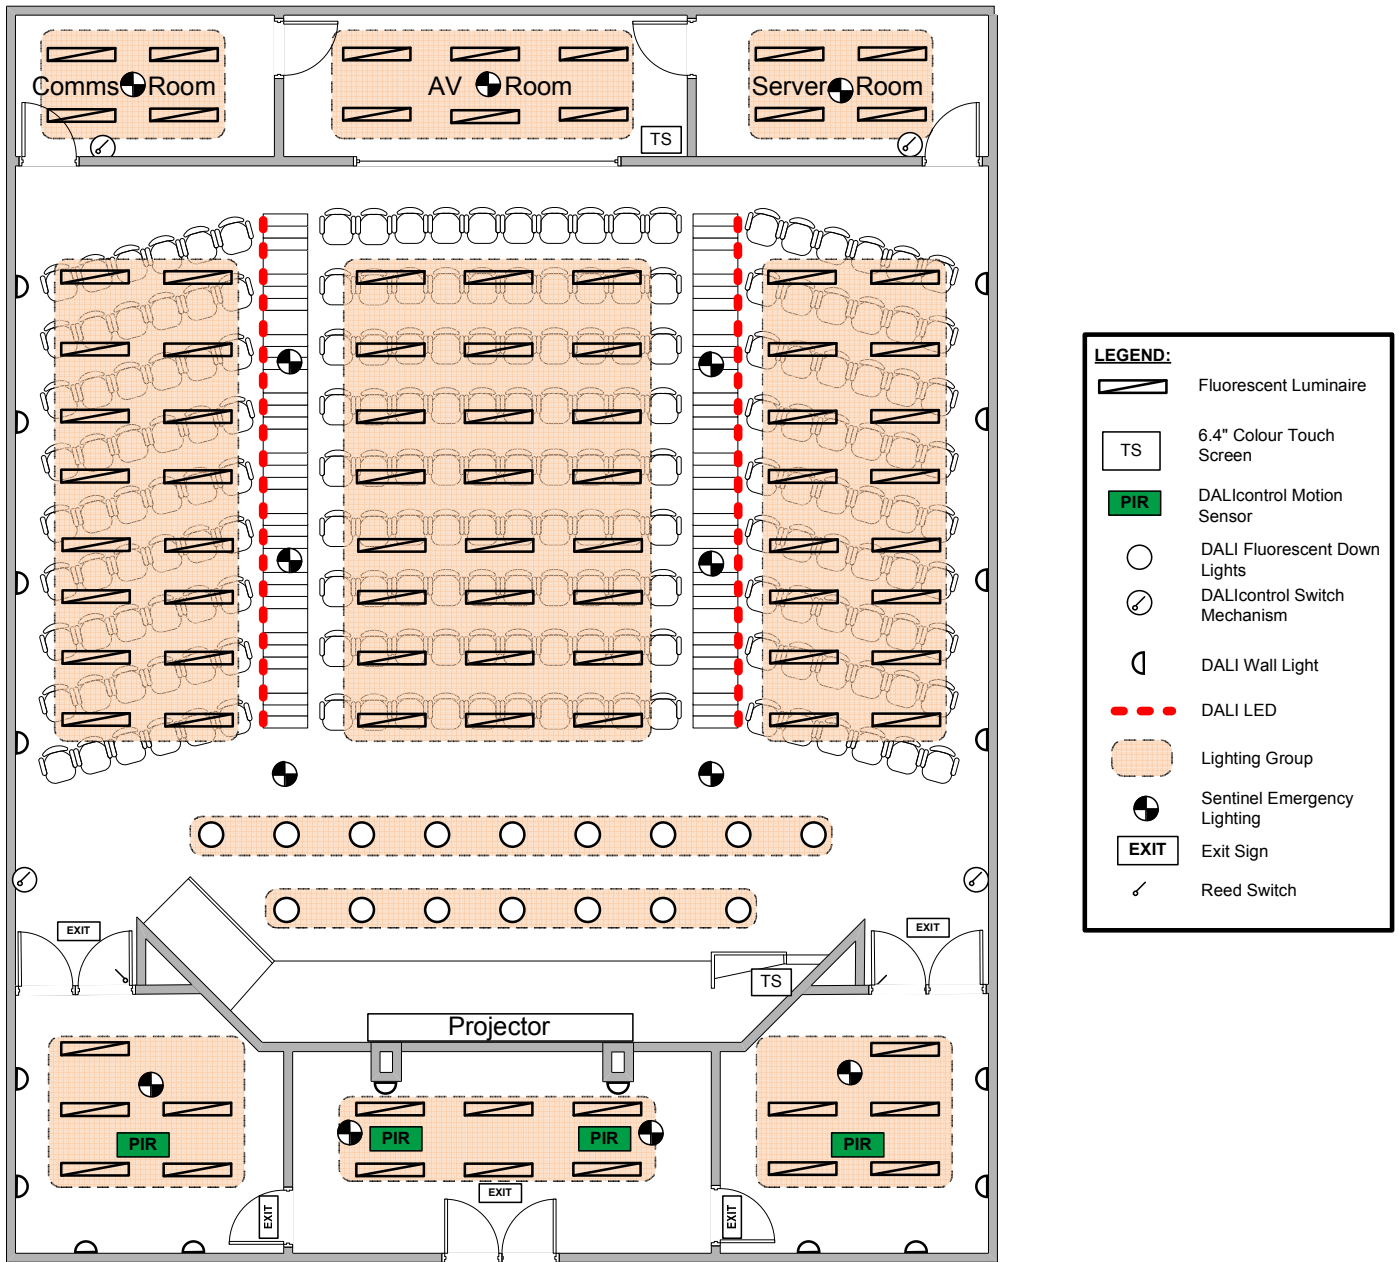 Comms Room
AV Room
Server Room
TS
LEGEND:
Fluorescent Luminaire
TS
6.4" Colour Touch
Screen
PIR
DALIcontrol Motion
Sensor
DALI Fluorescent Down
Lights
DALIcontrol Switch
Mechanism
DALI Wall Light
DALI LED
Lighting Group
Sentinel Emergency
Lighting
EXIT
Exit Sign
Reed Switch
EXIT
EXIT
TS
Projector
PIR
PIR
PIR
PIR
EXIT
EXIT
EXIT